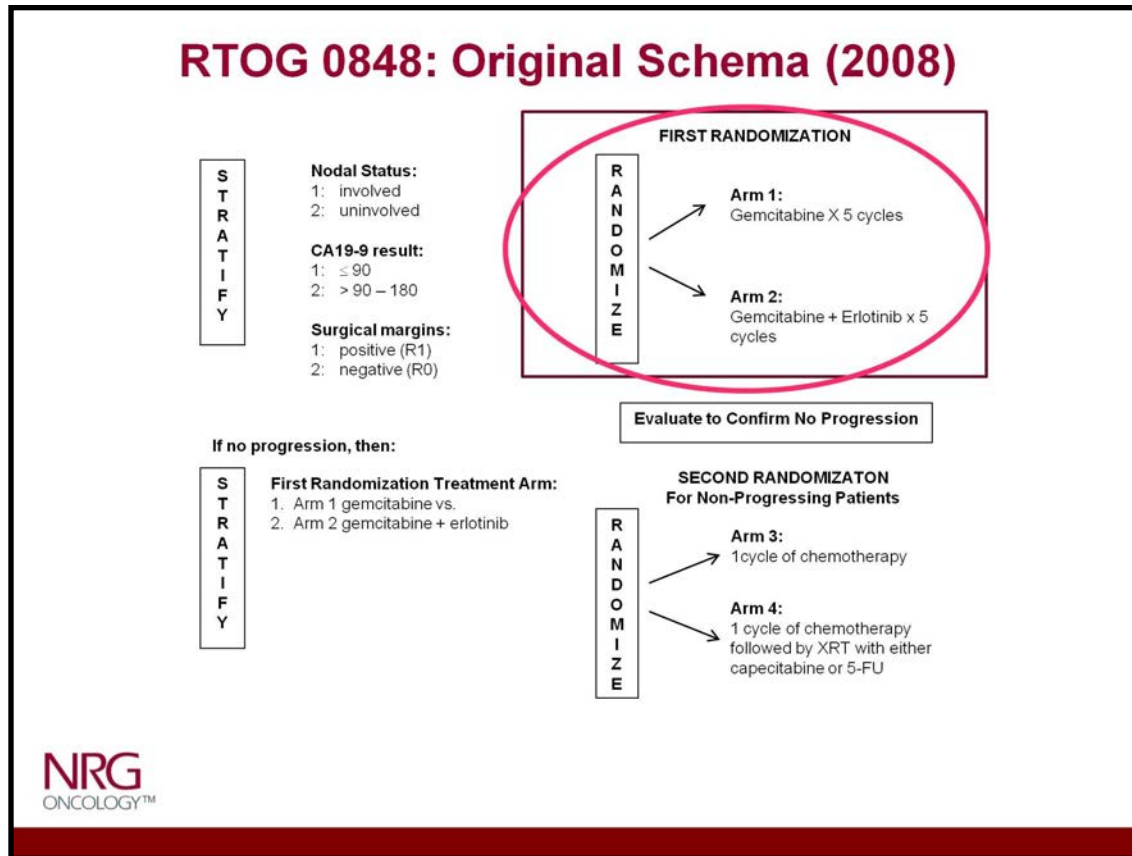 RTOG 0848: Original Schema (2008)
STRATIFY
Nodal Status:
1: involved
2: uninvolved
CA19-9 result:
1: ≤ 90
2: > 90 – 180
Surgical margins:
1: positive (R1)
2: negative (R0)
FIRST RANDOMIZATION
RANDOMIZE
Arm 1:
Gemcitabine X 5 cycles
Arm 2:
Gemcitabine + Erlotinib x 5
cycles
Evaluate to Confirm No Progression
If no progression, then:
STRATIFY
First Randomization Treatment Arm:
1. Arm 1 gemcitabine vs.
2. Arm 2 gemcitabine + erlotinib
SECOND RANDOMIZATON
For Non-Progressing Patients
RANDOMIZE
Arm 3:
1cycle of chemotherapy
Arm 4:
1 cycle of chemotherapy
followed by XRT with either
capecitabine or 5-FU
NRG
ONCOLOGY™